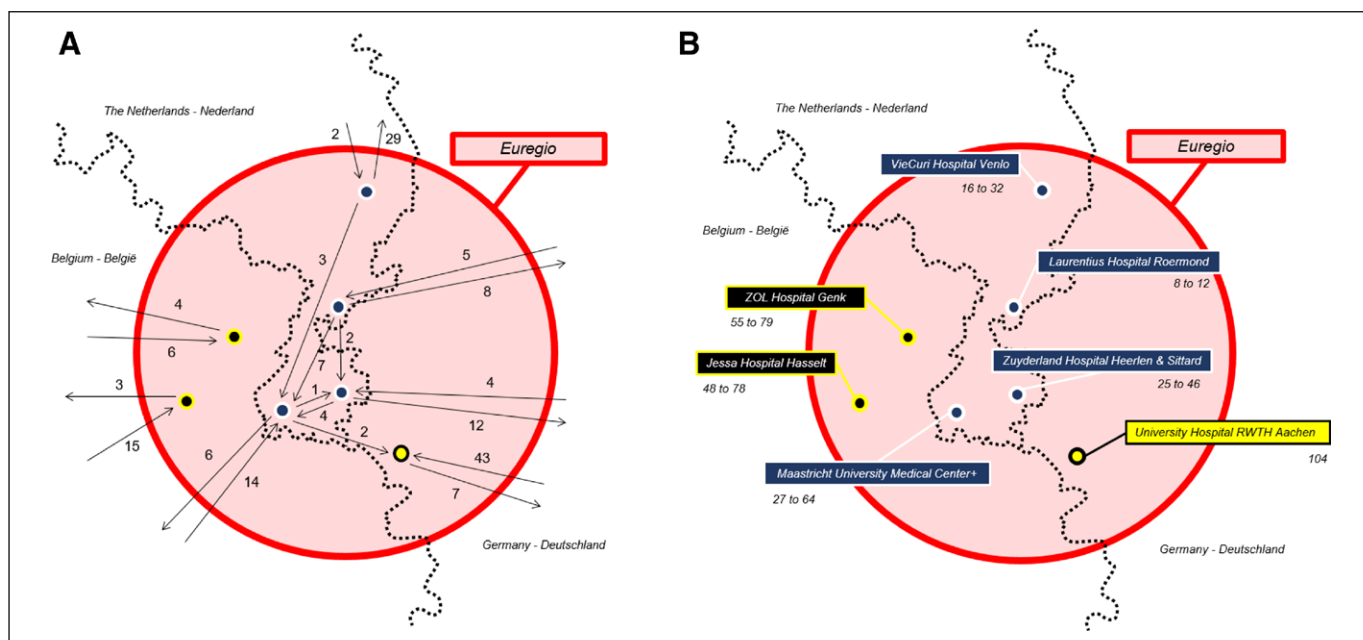 A
The Netherlands - Nederland
2
29
Euregio
Belgium - België
3
5
8
4
6
2
7
3
1
4
4
12
15
2
6
14
43
7
Germany - Deutschland
B
The Netherlands - Nederland
Euregio
VieCuri Hospital Venlo
16 to 32
Belgium - België
Laurentius Hospital Roermond
8 to 12
ZOL Hospital Genk
55 to 79
Jessa Hospital Hasselt
48 to 78
Zuyderland Hospital Heerlen & Sittard
25 to 46
University Hospital RWTH Aachen
104
Maastricht University Medical Center+
27 to 64
Germany - Deutschland